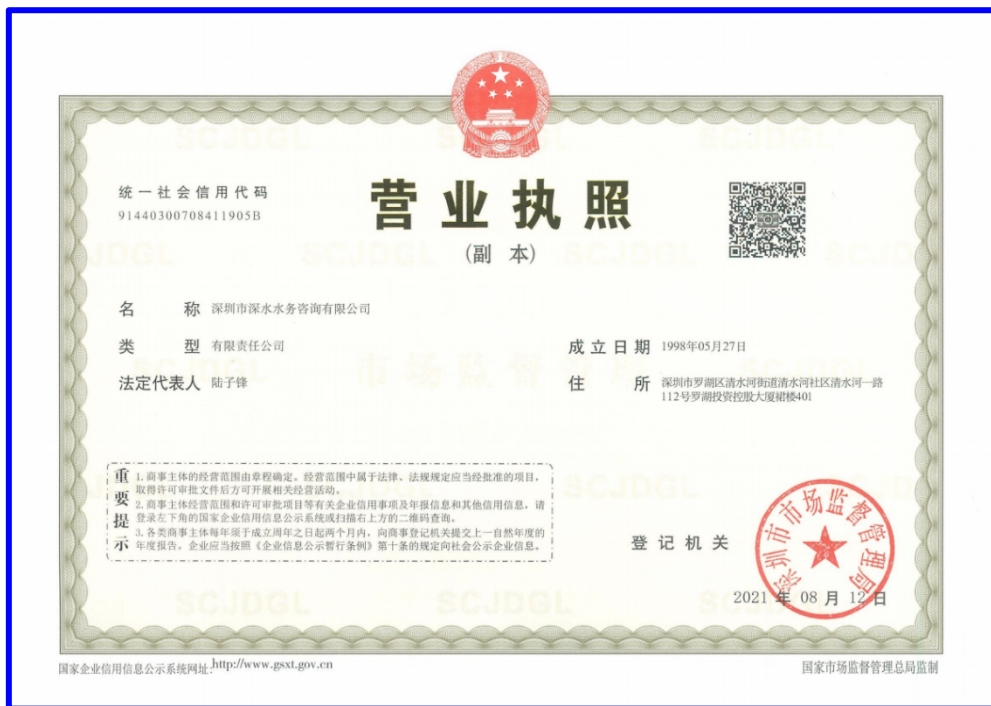 统一社会信用代码
91440300708411905B
营业执照
(副 本)
名 称 深圳市深水水务咨询有限公司
类 型 有限责任公司
成立日期 1998年05月27日
法定代表人 陆子锋
住 所 深圳市罗湖区清水河街道清水河社区清水河一路
112号罗湖投资控股大厦裙楼401
重要提示
1.商事主体的经营范围由章程确定。经营范围中属于法律、法规规定应当经批准的项目,
取得许可审批文件后方可开展相关经营活动。
2.商事主体经营范围和许可审批项目等有关企业信用事项及年报信息和其他信用信息,请
登录左下角的国家企业信用信息公示系统或扫描右上方的二维码查询。
3.各类商事主体每年须于成立周年之日起两个月内,向商事登记机关提交上一自然年度的
年度报告。企业应当按照《企业信息公示暂行条例》第十条的规定向社会公示企业信息。
登记机关
深圳市市场监督管理局
2021 年 08 月 12 日
国家企业信用信息公示系统网址:http://www.gsxt.gov.cn
国家市场监督管理总局监制
SCJDGL
市场监督管理